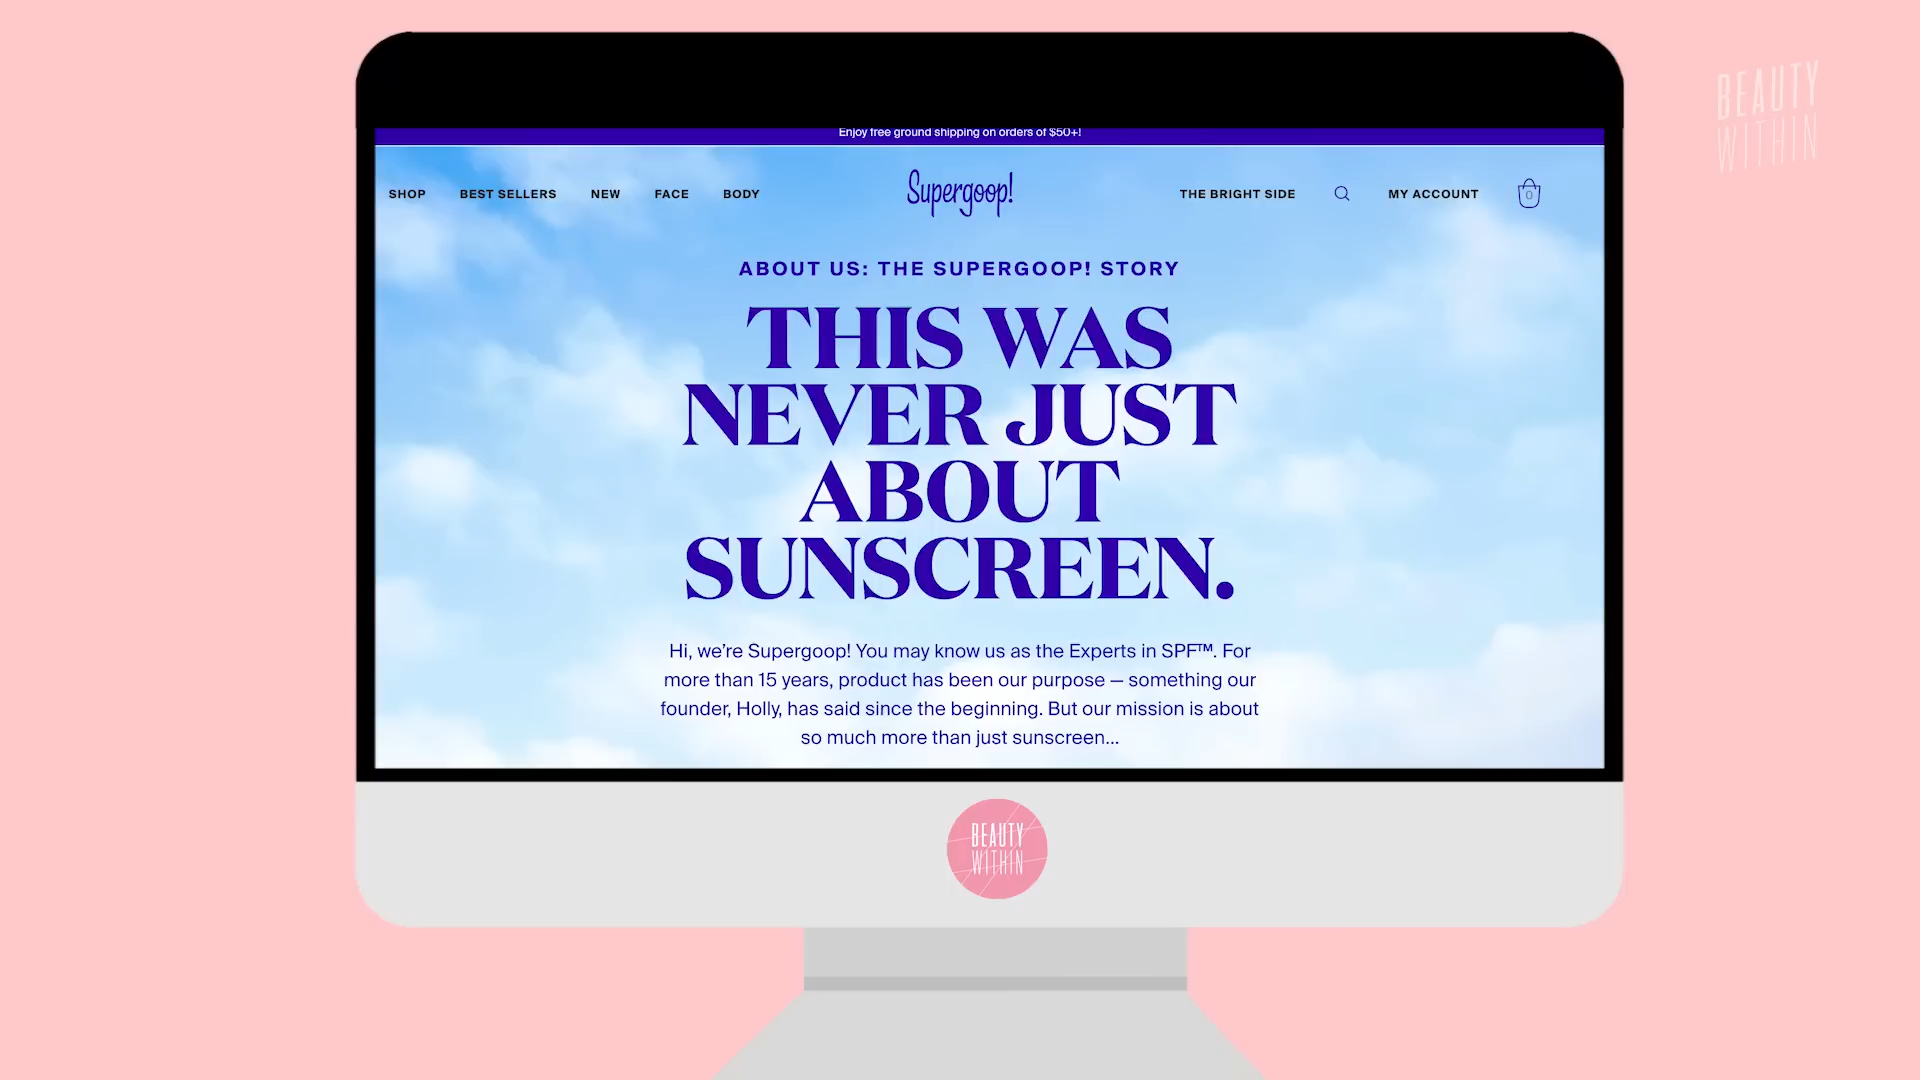 BEAUTY
WITHIN
Enjoy free ground shipping on orders of $50+!
SHOP BEST SELLERS NEW FACE BODY Supergoop! THE BRIGHT SIDE MY ACCOUNT 0
ABOUT US: THE SUPERGOOP! STORY
THIS WAS
NEVER JUST
ABOUT
SUNSCREEN.
Hi, we’re Supergoop! You may know us as the Experts in SPF™. For
more than 15 years, product has been our purpose — something our
founder, Holly, has said since the beginning. But our mission is about
so much more than just sunscreen...
BEAUTY
WITHIN